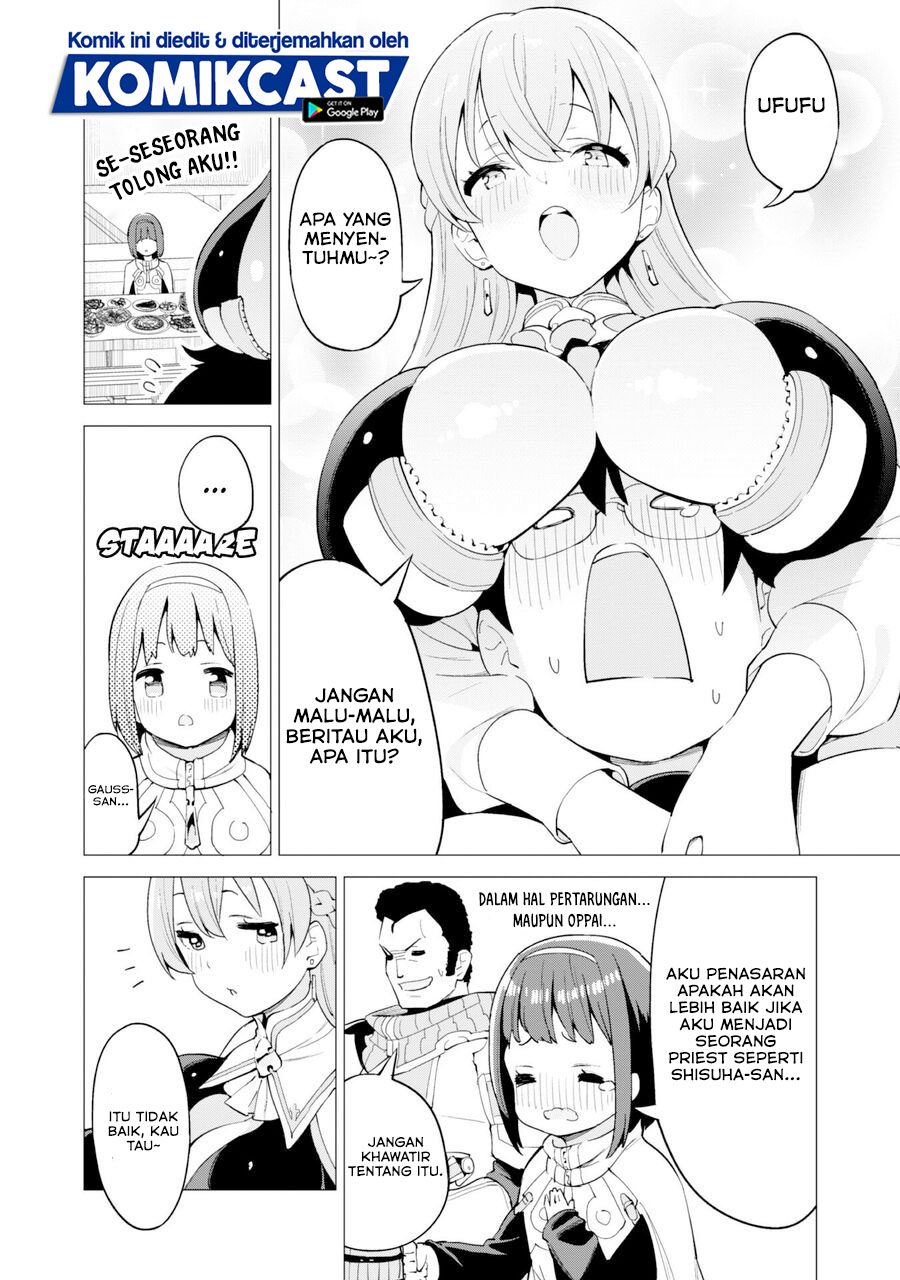 Komik ini diedit & diterjemahkan oleh
KOMIKCAST
GET IT ON
Google Play
UFUFU
APA YANG
MENYEN-
TUHMU~?
SE-SESEORANG
TOLONG AKU!!
JANGAN
MALU-MALU,
BERITAU AKU,
APA ITU?
...
STAAAARE
GAUSS-
SAN...
AKU PENASARAN
APAKAH AKAN
LEBIH BAIK JIKA
AKU MENJADI
SEORANG
PRIEST SEPERTI
SHISUHA-SAN...
DALAM HAL PERTARUNGAN...
MAUPUN OPPAI...
JANGAN
KHAWATIR
TENTANG ITU.
ITU TIDAK
BAIK, KAU
TAU~